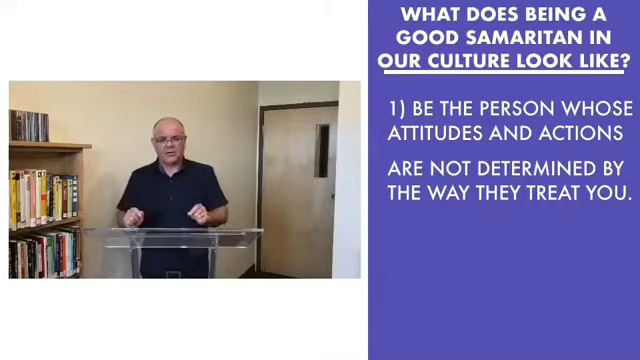 WHAT DOES BEING A
GOOD SAMARITAN IN
OUR CULTURE LOOK LIKE?
1) BE THE PERSON WHOSE
ATTITUDES AND ACTIONS
ARE NOT DETERMINED BY
THE WAY THEY TREAT YOU.